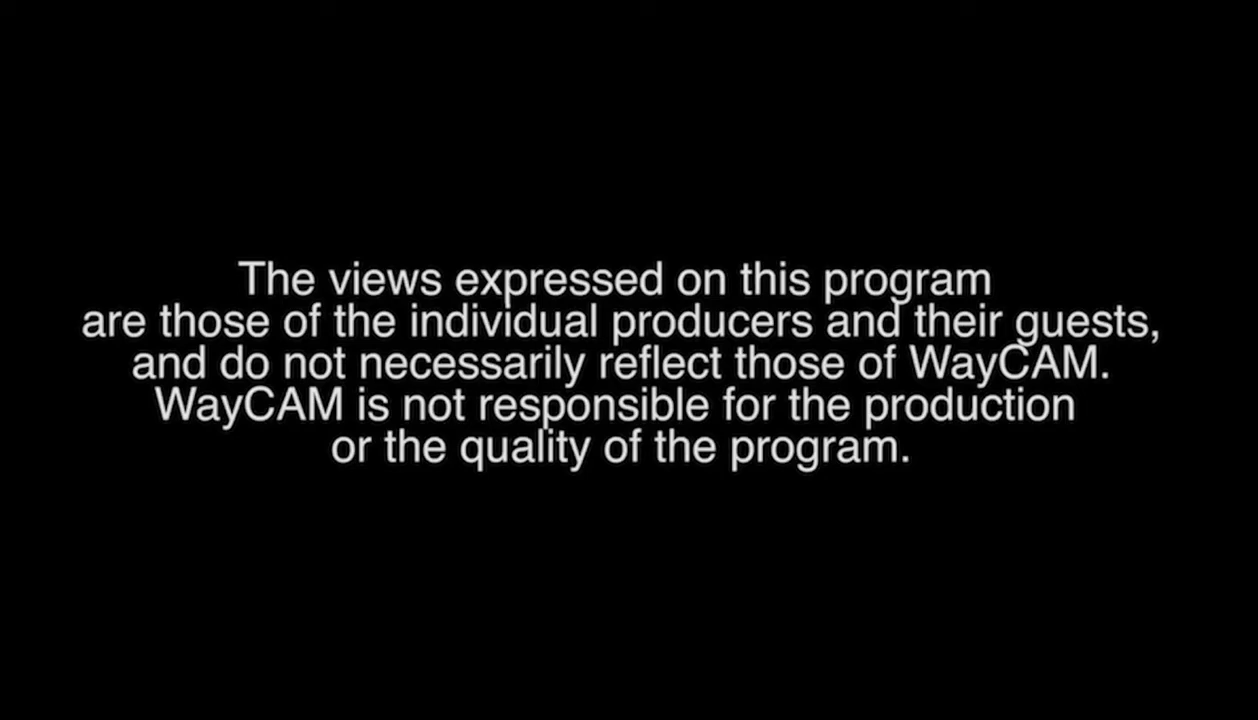 The views expressed on this program
are those of the individual producers and their guests,
and do not necessarily reflect those of WayCAM.
WayCAM is not responsible for the production
or the quality of the program.